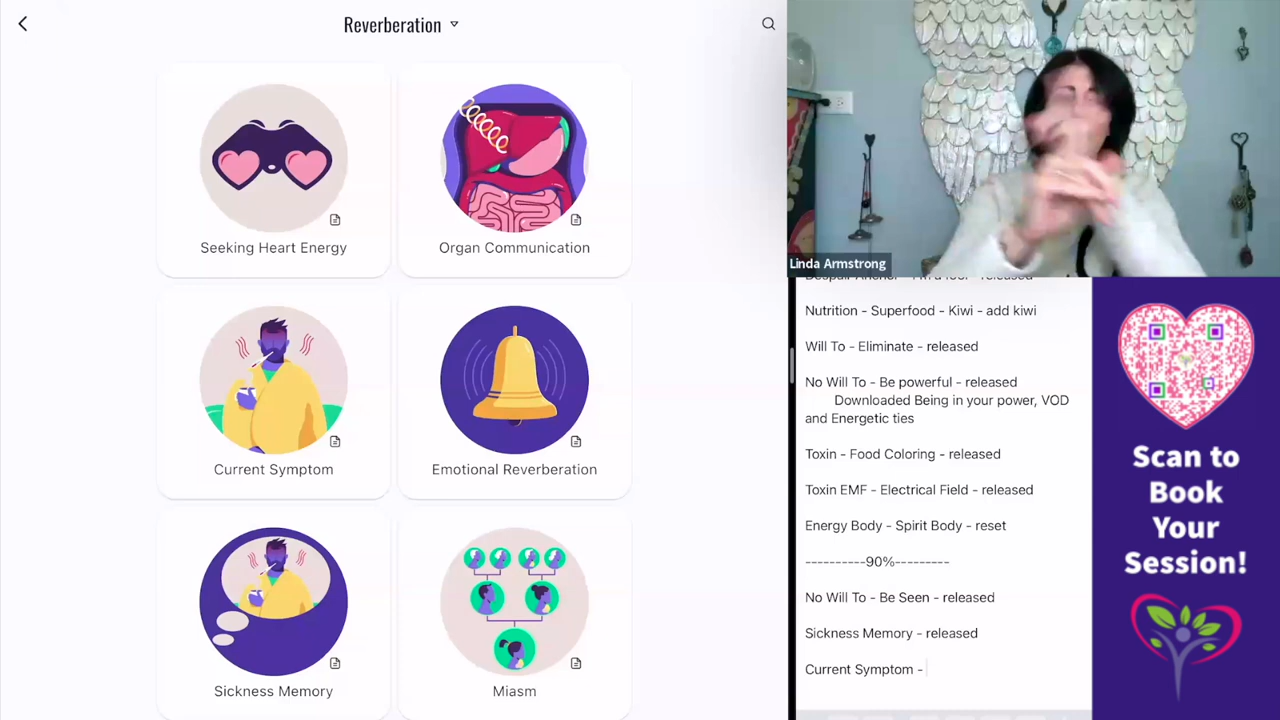 Reverberation
Seeking Heart Energy
Organ Communication
Current Symptom
Emotional Reverberation
Sickness Memory
Miasm
Linda Armstrong
Nutrition - Superfood - Kiwi - add kiwi
Will To - Eliminate - released
No Will To - Be powerful - released
Downloaded Being in your power, VOD
and Energetic ties
Toxin - Food Coloring - released
Toxin EMF - Electrical Field - released
Energy Body - Spirit Body - reset
----------90%---------
No Will To - Be Seen - released
Sickness Memory - released
Current Symptom -
Scan to
Book
Your
Session!